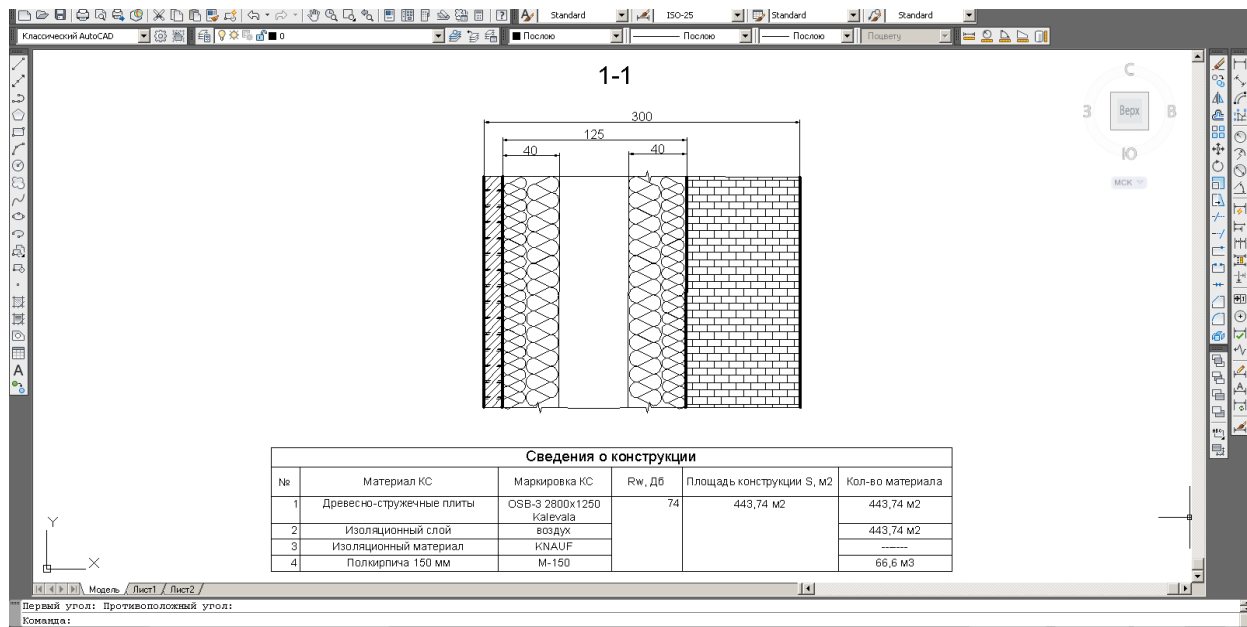 Standard ISO-25 Standard Standard
Классический AutoCAD 0 Послою Послою Послою Поцвету
1-1
С
З Верх В
Ю
МСК
300
125
40 40
Сведения о конструкции
№ Материал КС Маркировка КС Rw, Дб Площадь конструкции S, м2 Кол-во материала
1 Древесно-стружечные плиты OSB-3 2800x1250 74 443,74 м2 443,74 м2
Kalevala
2 Изоляционный слой воздух 443,74 м2
3 Изоляционный материал KNAUF -------
4 Полкирпича 150 мм М-150 66,6 м3
Y
X
Модель Лист1 Лист2
Первый угол: Противоположный угол:
Команда: